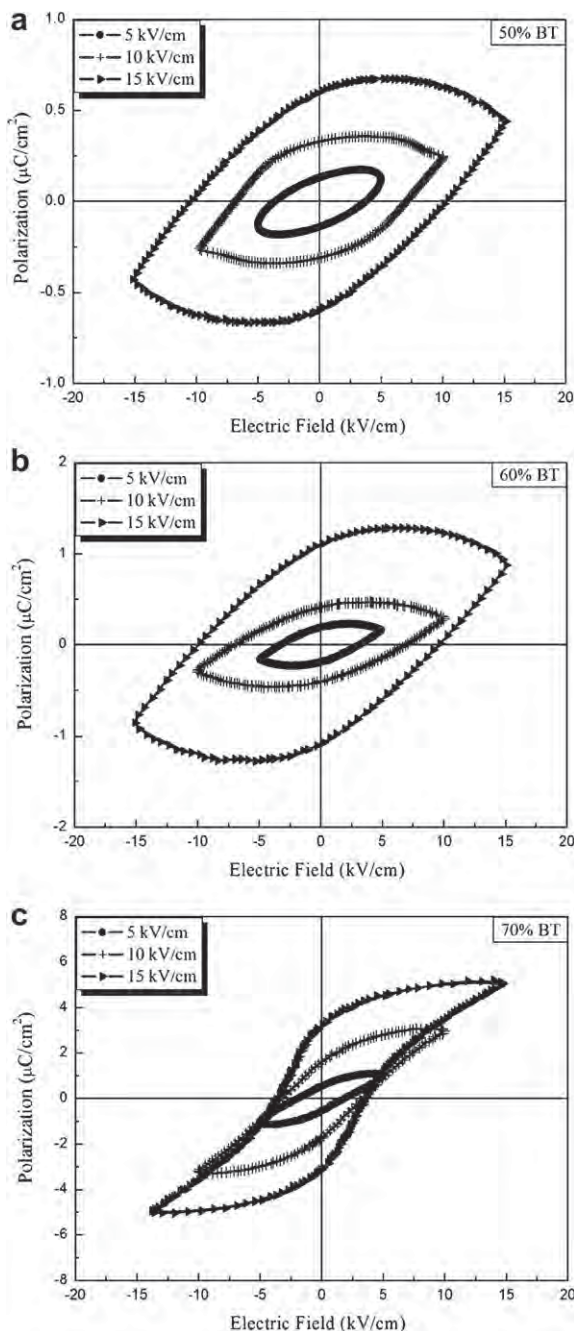 a
5 kV/cm
10 kV/cm
15 kV/cm
50% BT
1.0
0.5
0.0
-0.5
-1.0
Polarization (μC/cm²)
-20 -15 -10 -5 0 5 10 15 20
Electric Field (kV/cm)
b
5 kV/cm
10 kV/cm
15 kV/cm
60% BT
2
1
0
-1
-2
Polarization (μC/cm²)
-20 -15 -10 -5 0 5 10 15 20
Electric Field (kV/cm)
c
5 kV/cm
10 kV/cm
15 kV/cm
70% BT
8
6
4
2
0
-2
-4
-6
-8
Polarization (μC/cm²)
-20 -15 -10 -5 0 5 10 15 20
Electric Field (kV/cm)